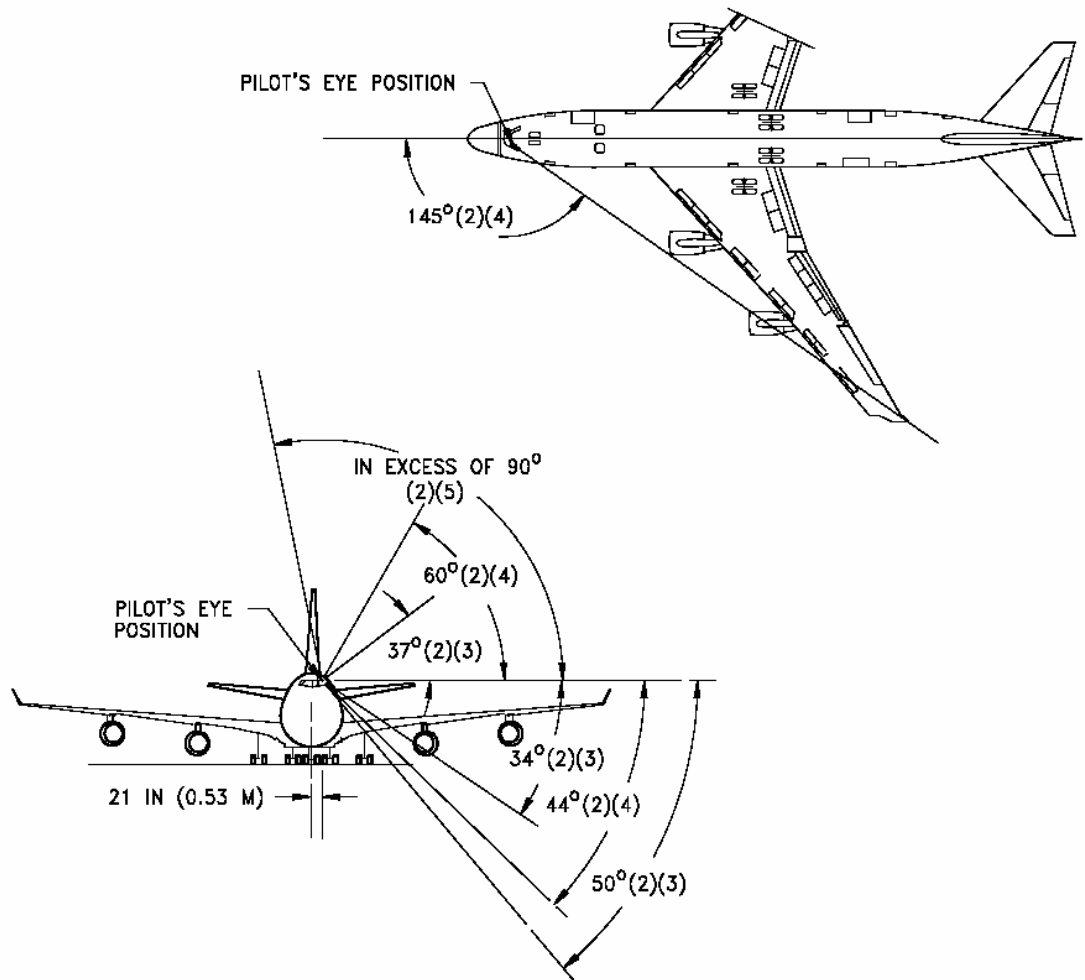 PILOT'S EYE POSITION
145°(2)(4)
IN EXCESS OF 90°
(2)(5)
60°(2)(4)
PILOT'S EYE
POSITION
37°(2)(3)
34°(2)(3)
21 IN (0.53 M)
44°(2)(4)
50°(2)(3)